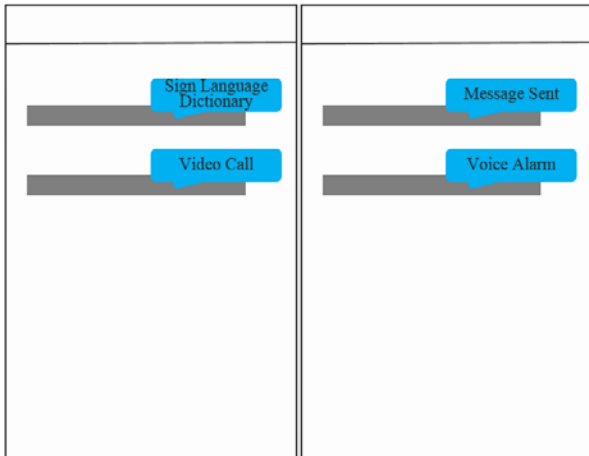 Sign Language
Dictionary
Video Call
Message Sent
Voice Alarm